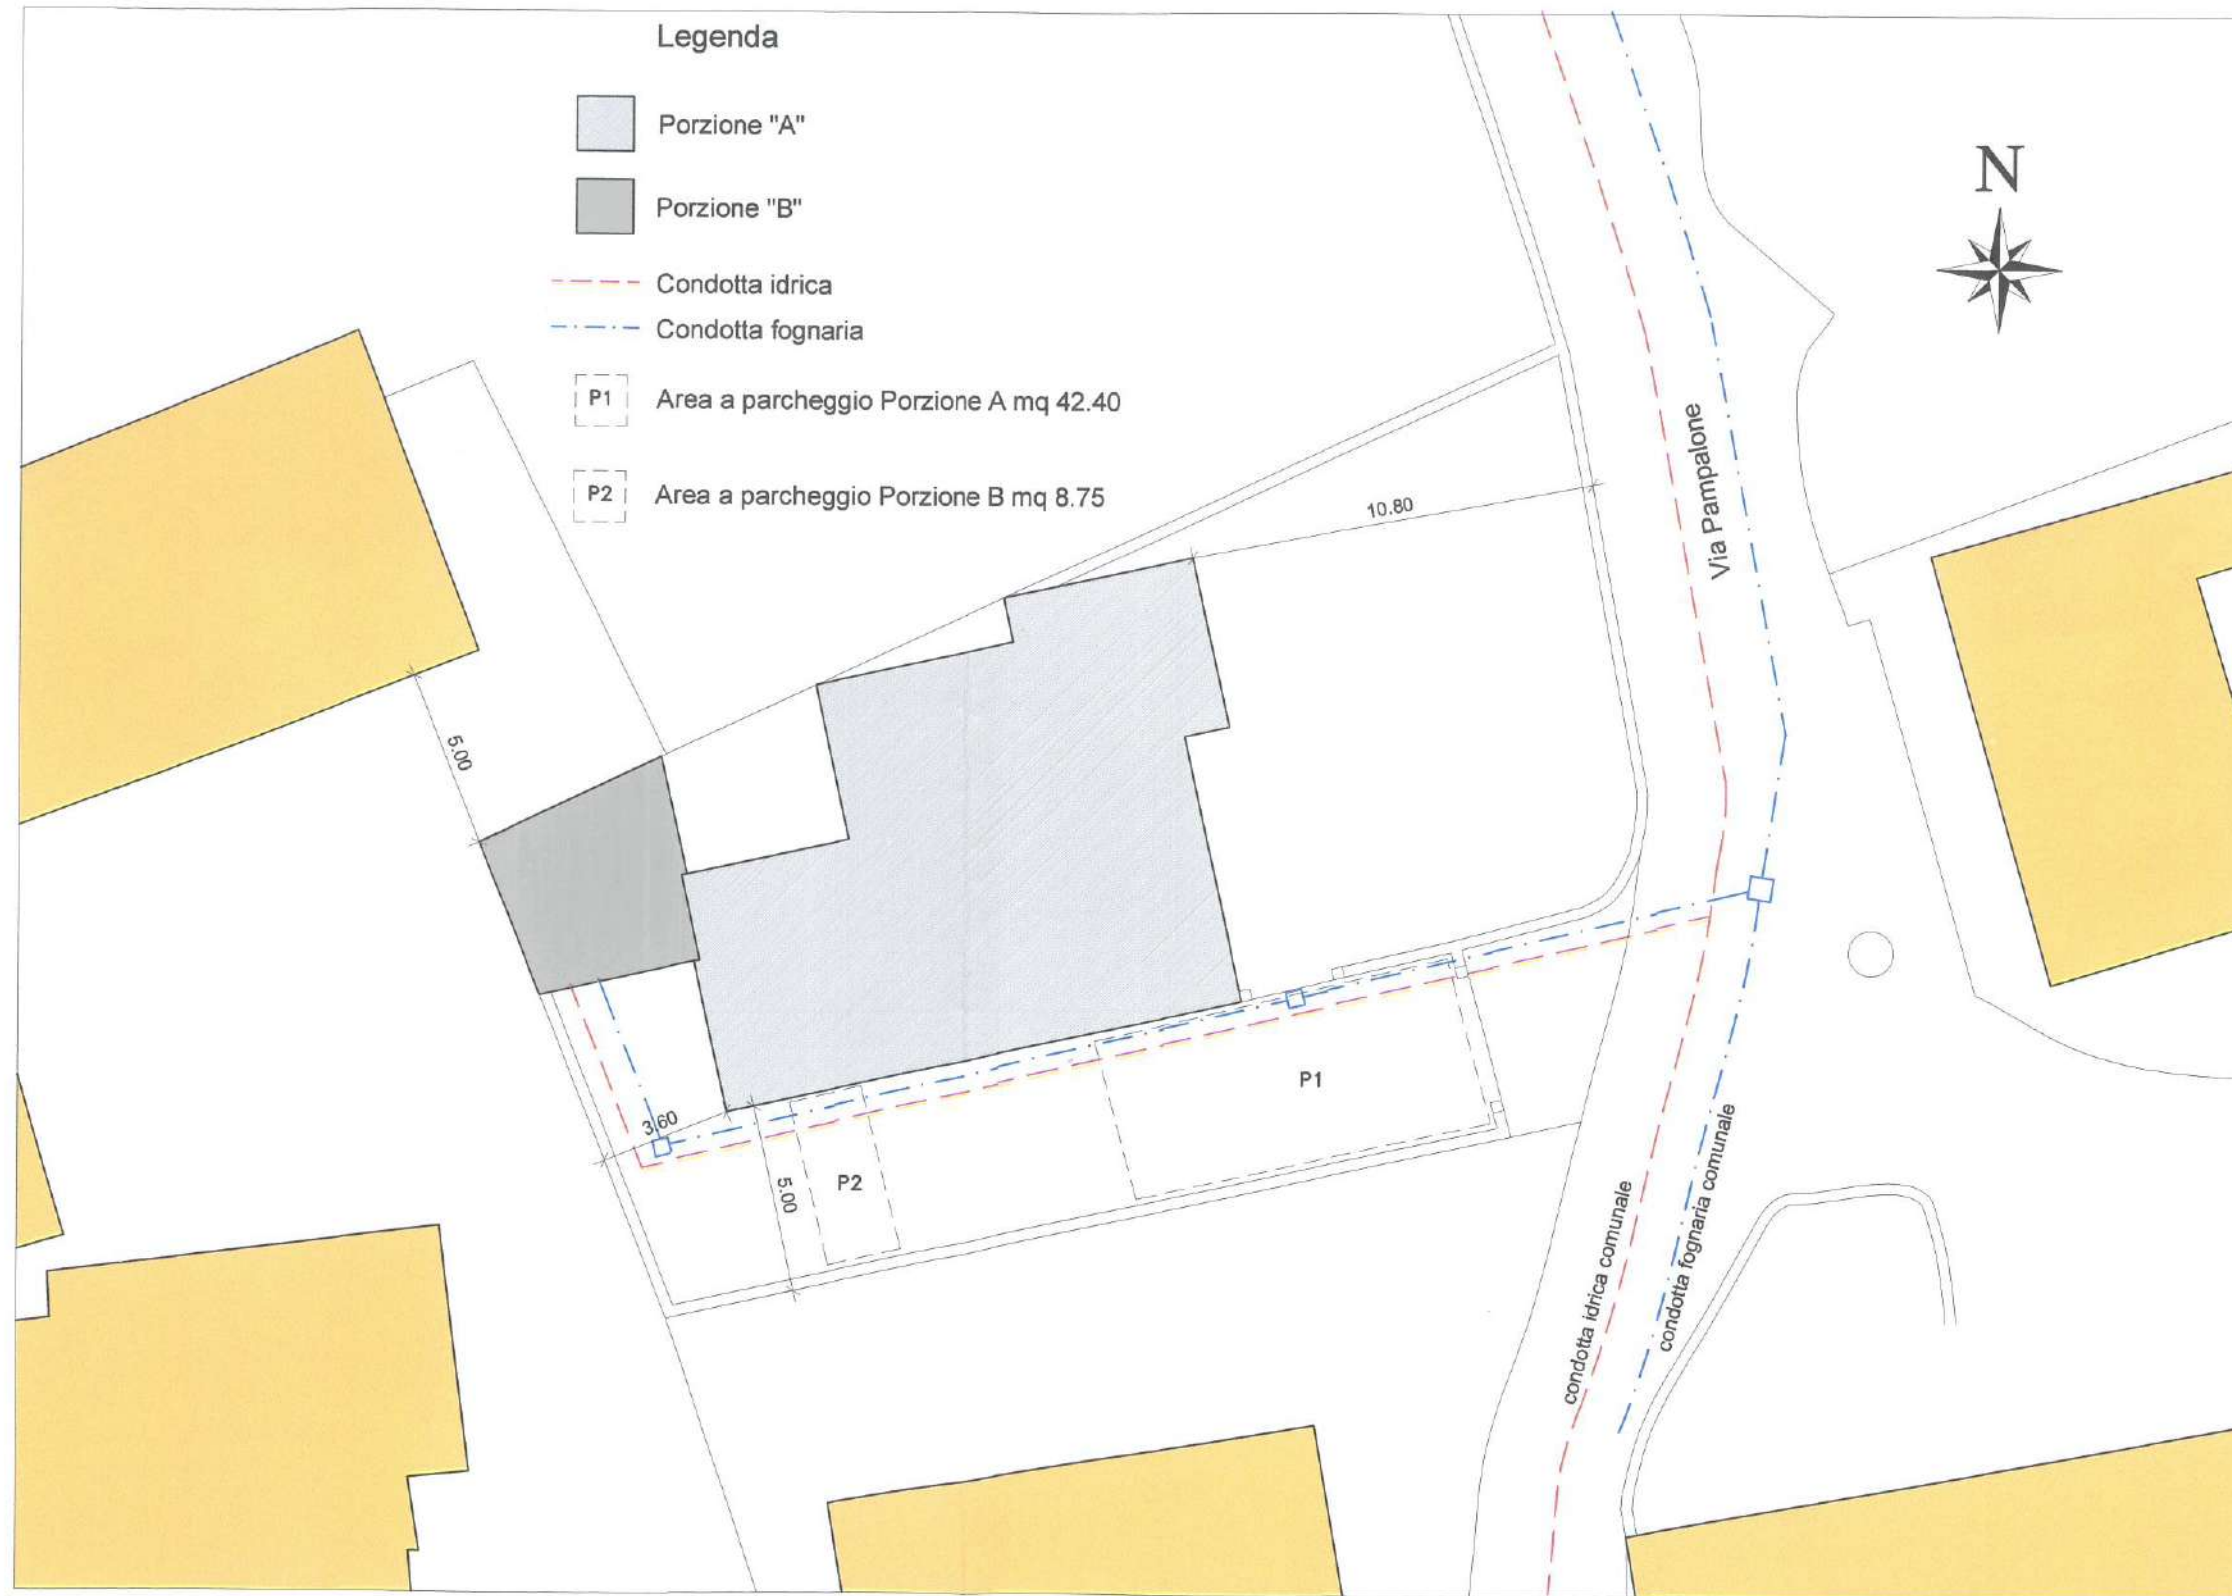 Legenda
Porzione "A"
Porzione "B"
Condotta idrica
Condotta fognaria
P1 Area a parcheggio Porzione A mq 42.40
P2 Area a parcheggio Porzione B mq 8.75
N
Via Pampalone
10.80
5.00
3.60
5.00
P2
P1
condotta idrica comunale
condotta fognaria comunale